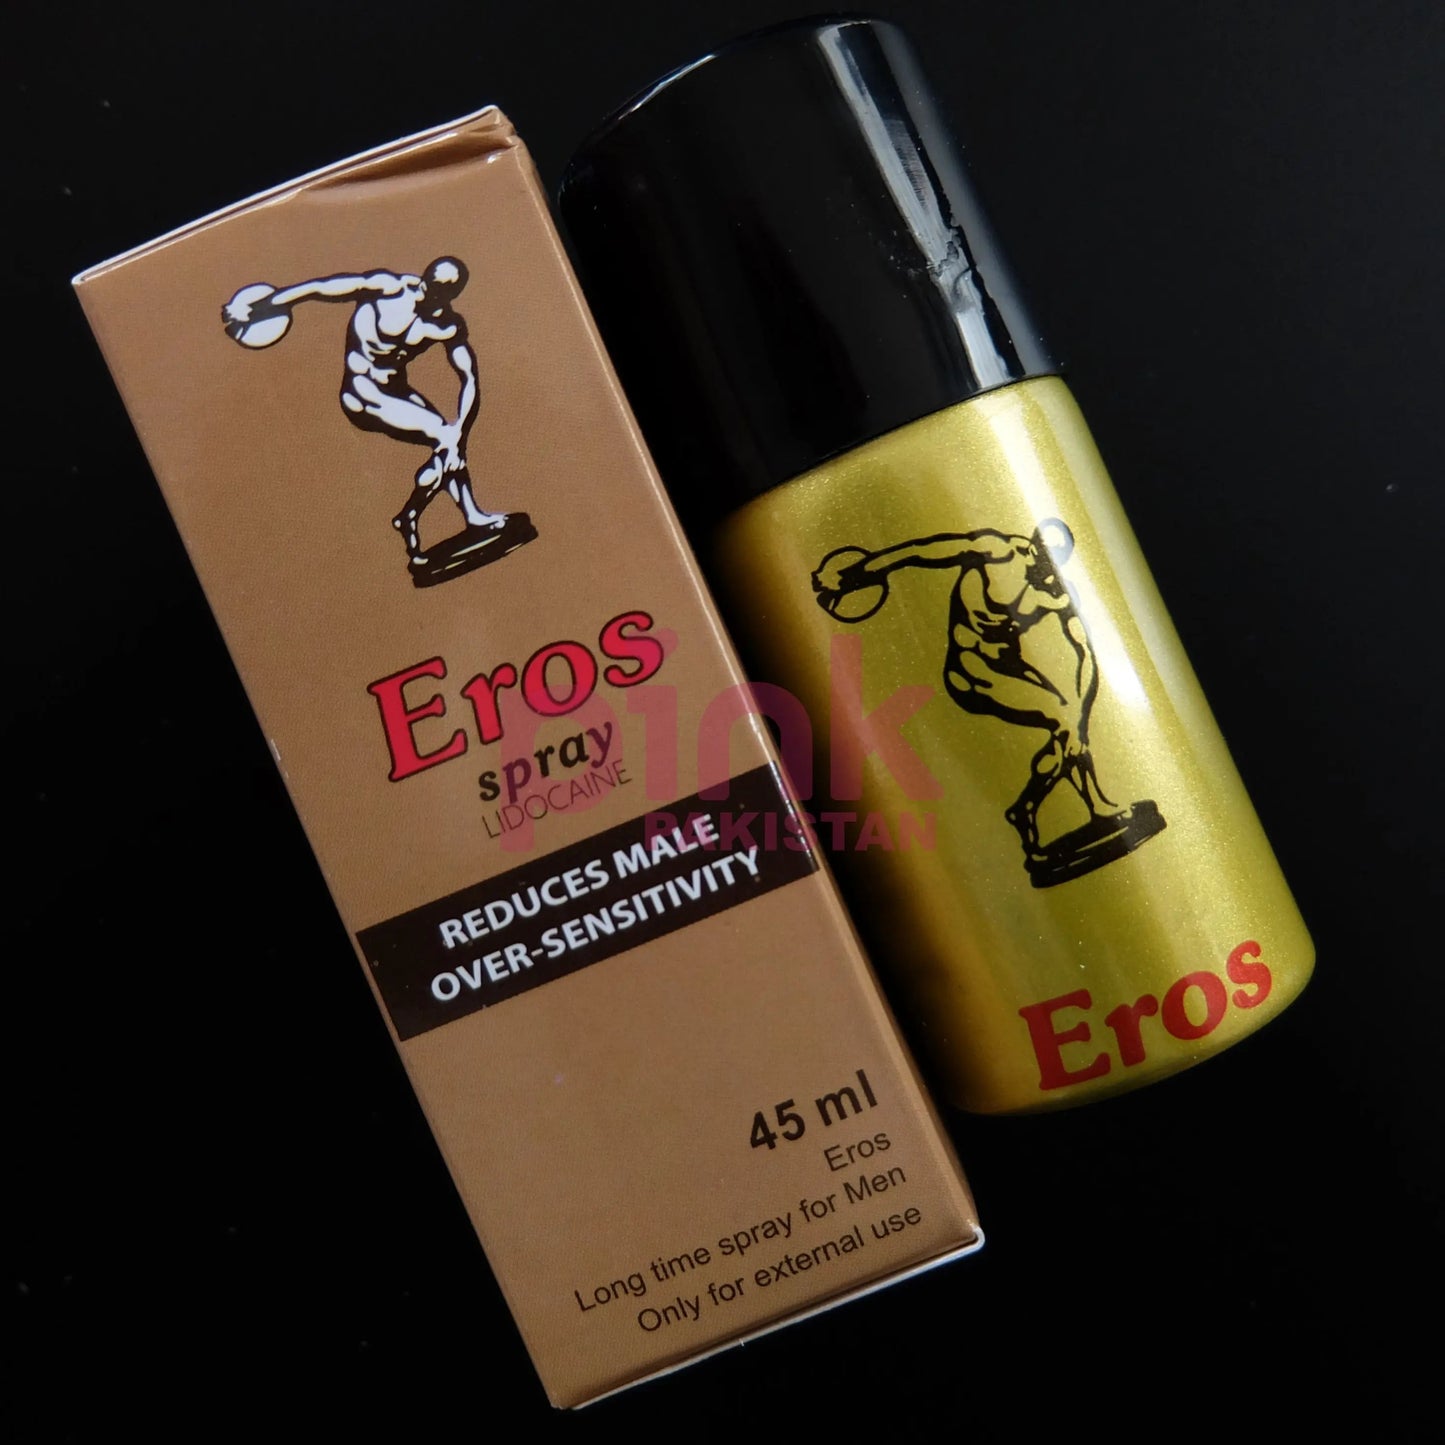 Eros
spray
LIDOCAINE
REDUCES MALE
OVER-SENSITIVITY
45 ml
Eros
Long time spray for Men
Only for external use
Eros
pink
PAKISTAN